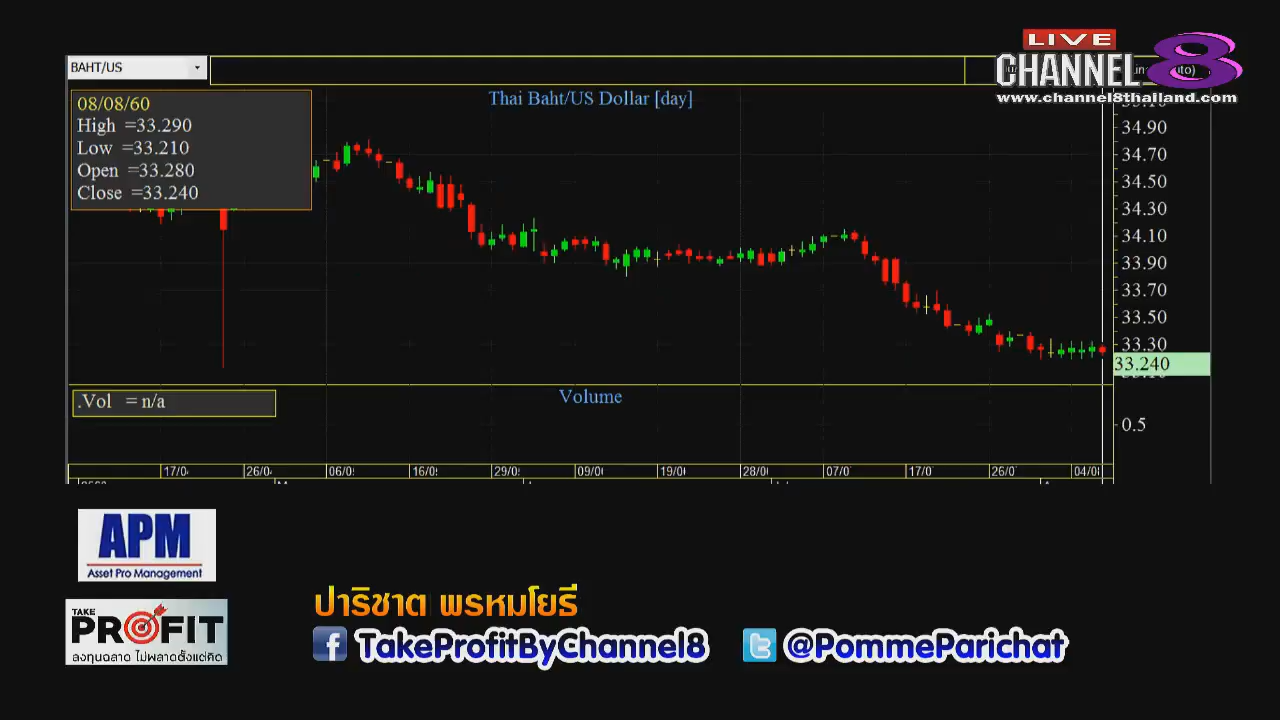 LIVE
CHANNEL 8
www.channel8thailand.com
BAHT/US
08/08/60
High =33.290
Low =33.210
Open =33.280
Close =33.240
Thai Baht/US Dollar [day]
34.90
34.70
34.50
34.30
34.10
33.90
33.70
33.50
33.30
33.240
.Vol = n/a
Volume
0.5
17/0 26/0 06/0 16/0 29/0 09/0 19/0 28/0 07/0 17/0 26/0 04/0
APM
Asset Pro Management
TAKE
PROFIT
ลงทุนฉลาด ไม่พลาดตั้งแต่คิด
ปาริชาต พรหมโยธี
TakeProfitByChannel8
@PommeParichat